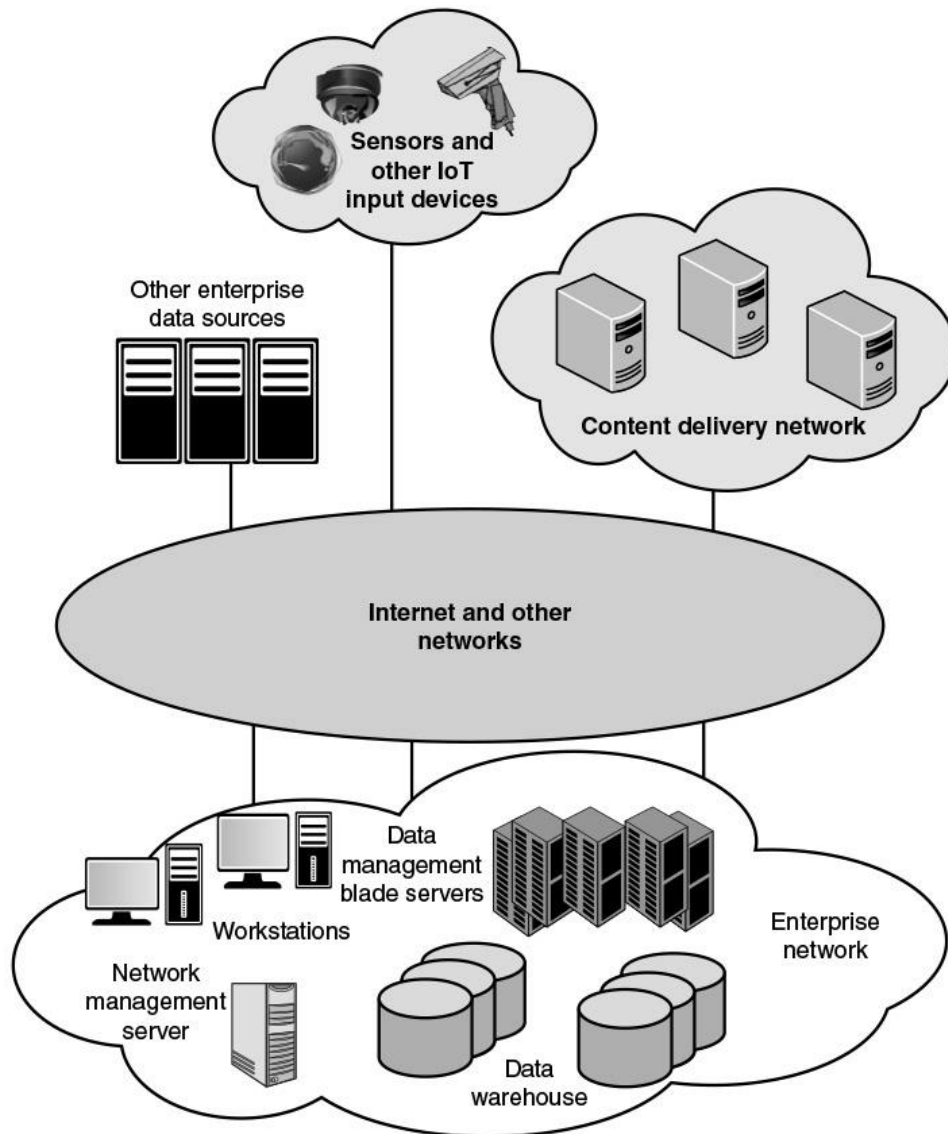 Sensors and
other IoT
input devices
Other enterprise
data sources
Content delivery network
Internet and other
networks
Data
management
blade servers
Workstations
Enterprise
network
Network
management
server
Data
warehouse